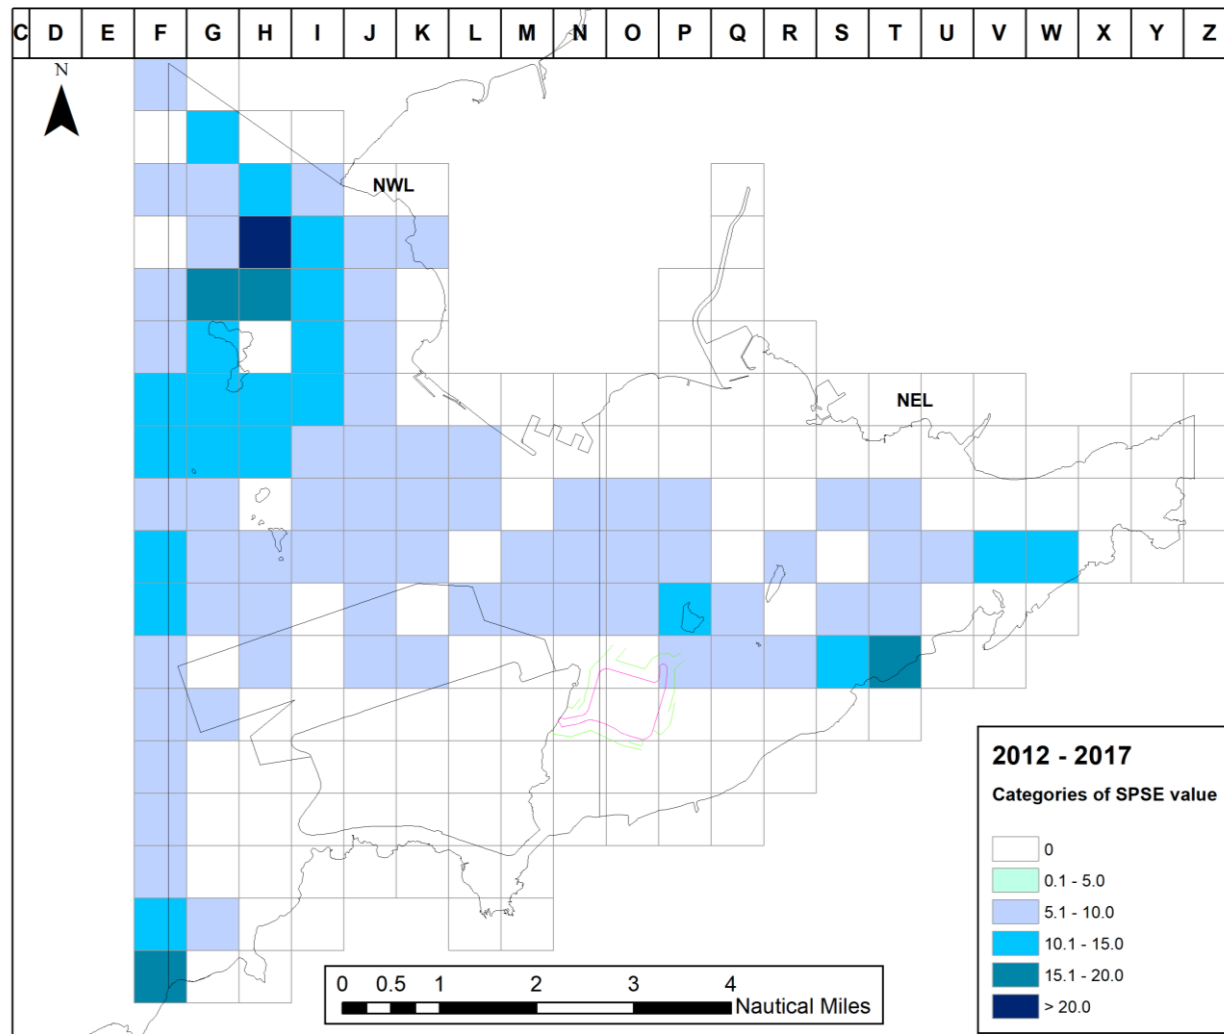 C D E F G H I J K L M N O P Q R S T U V W X Y Z
N
NWL
NEL
2012 - 2017
Categories of SPSE value
0
0.1 - 5.0
5.1 - 10.0
10.1 - 15.0
15.1 - 20.0
> 20.0
0 0.5 1 2 3 4
Nautical Miles